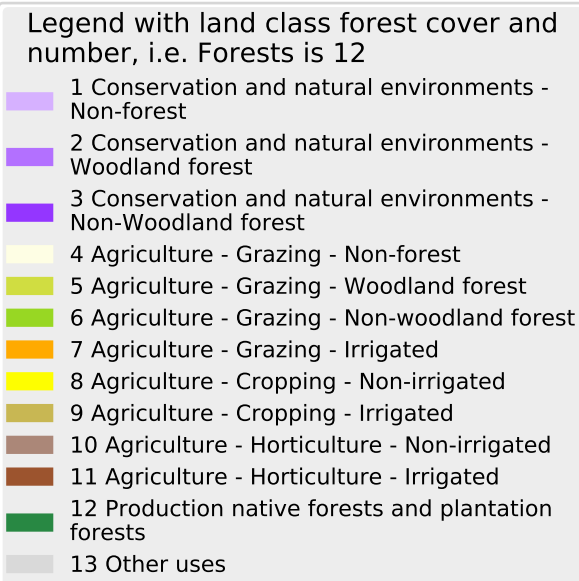 Legend with land class forest cover and
number, i.e. Forests is 12
1 Conservation and natural environments -
Non-forest
2 Conservation and natural environments -
Woodland forest
3 Conservation and natural environments -
Non-Woodland forest
4 Agriculture - Grazing - Non-forest
5 Agriculture - Grazing - Woodland forest
6 Agriculture - Grazing - Non-woodland forest
7 Agriculture - Grazing - Irrigated
8 Agriculture - Cropping - Non-irrigated
9 Agriculture - Cropping - Irrigated
10 Agriculture - Horticulture - Non-irrigated
11 Agriculture - Horticulture - Irrigated
12 Production native forests and plantation
forests
13 Other uses